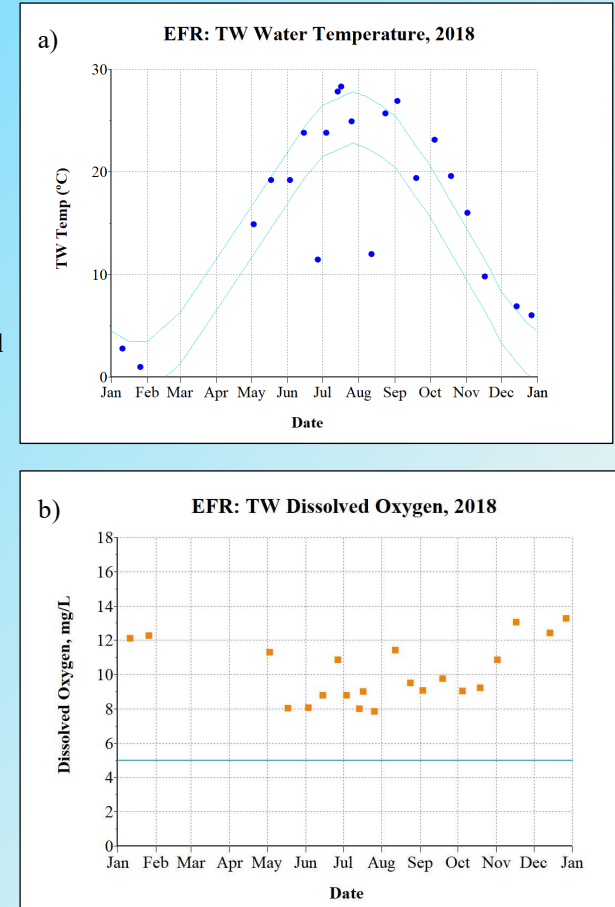 a)
EFR: TW Water Temperature, 2018
30
20
10
0
TW Temp (ºC)
Jan Feb Mar Apr May Jun Jul Aug Sep Oct Nov Dec Jan
Date
b)
EFR: TW Dissolved Oxygen, 2018
18
16
14
12
10
8
6
4
2
0
Dissolved Oxygen, mg/L
Jan Feb Mar Apr May Jun Jul Aug Sep Oct Nov Dec Jan
Date